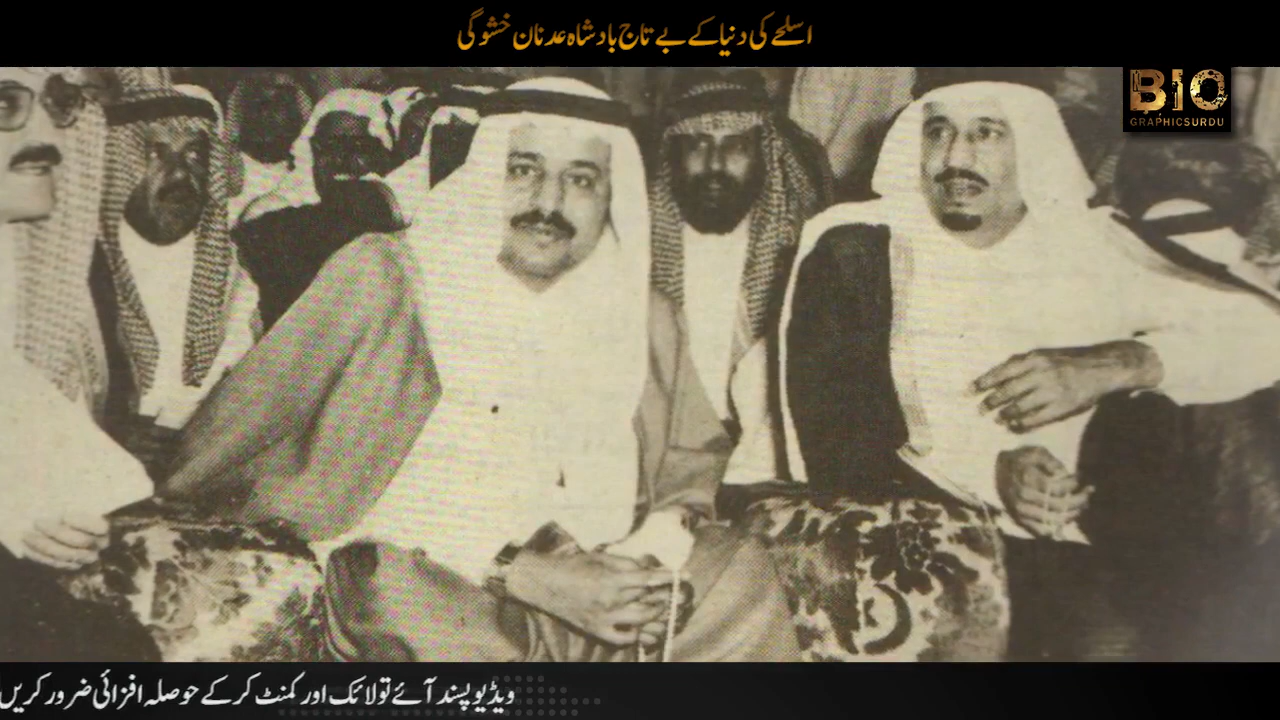 اسلحے کی دنیا کے بے تاج بادشاہ عدنان خشوگی
BIO
GRAPHICSURDU
ویڈیو پسند آئے تو لائک اور کمنٹ کر کے حوصلہ افزائی ضرور کریں